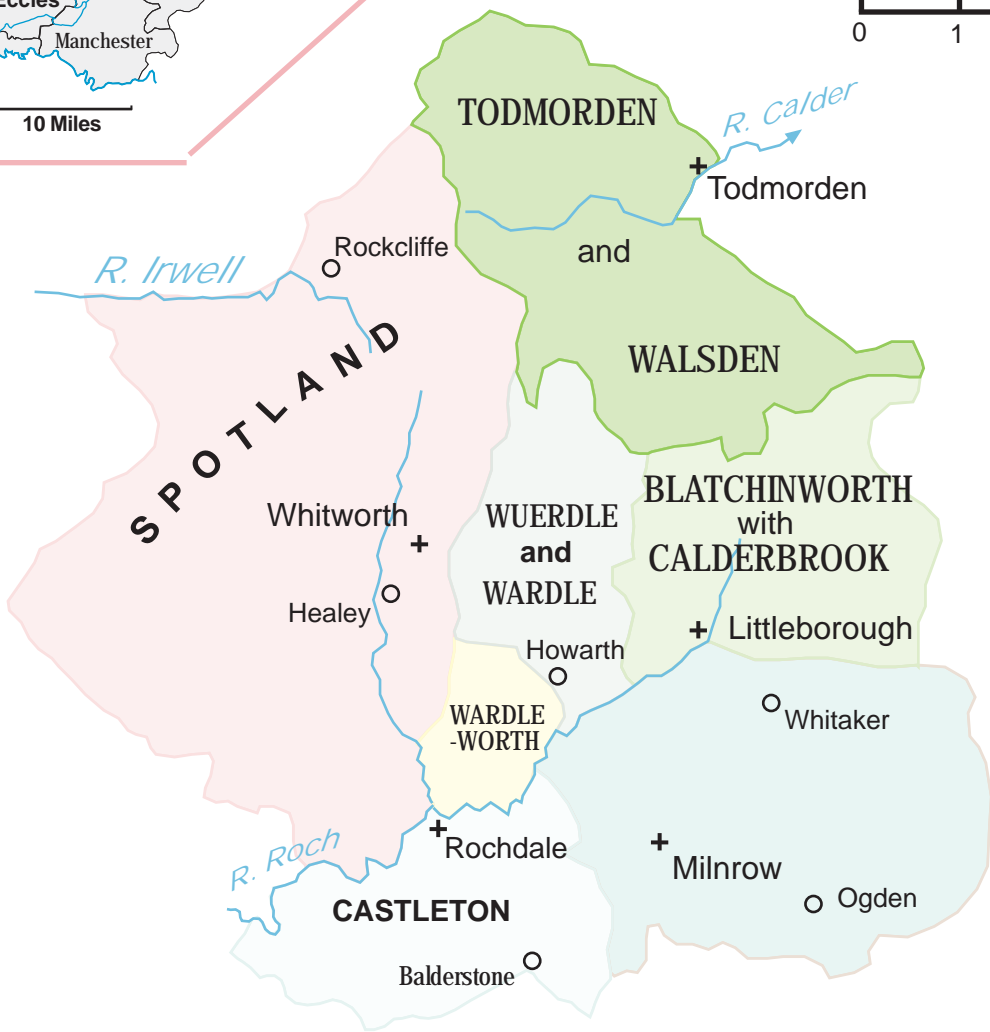 Eccles
Manchester
10 Miles
0 1
TODMORDEN
R. Calder
Todmorden
and
WALSDEN
Rockcliffe
R. Irwell
SPOTLAND
Whitworth
Healey
WUERDLE
and
WARDLE
BLATCHINWORTH
with
CALDERBROOK
Littleborough
Howarth
Whitaker
WARDLE
-WORTH
R. Roch
Rochdale
Milnrow
Ogden
CASTLETON
Balderstone